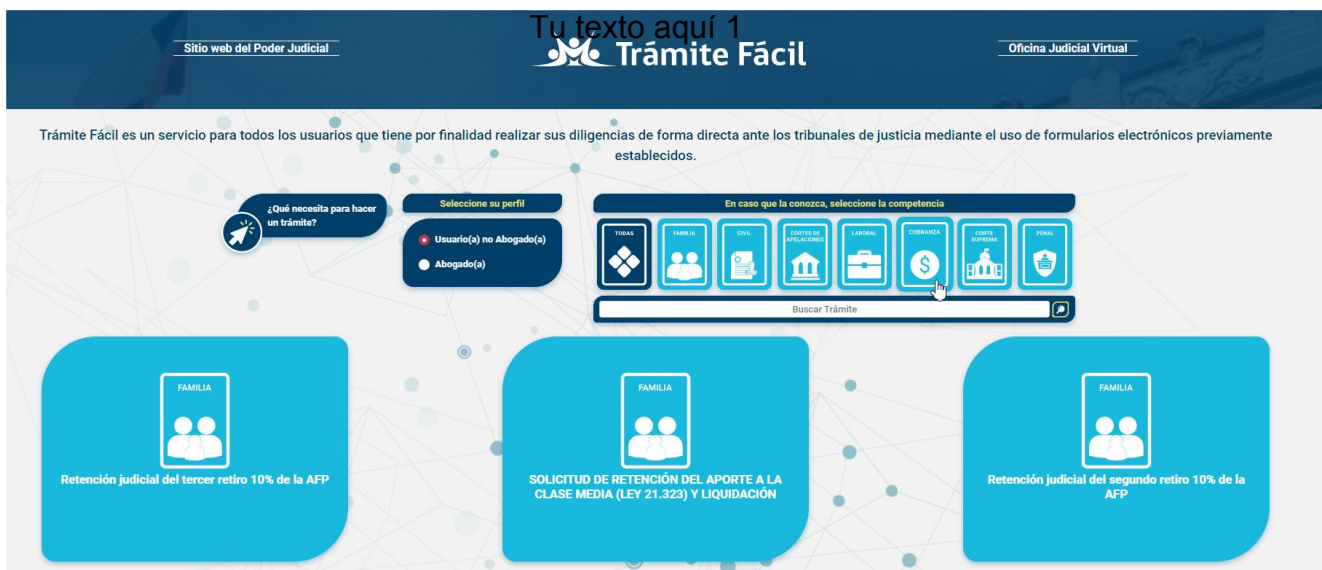 Tu texto aquí 1
Sitio web del Poder Judicial
Trámite Fácil
Oficina Judicial Virtual
Trámite Fácil es un servicio para todos los usuarios que tiene por finalidad realizar sus diligencias de forma directa ante los tribunales de justicia mediante el uso de formularios electrónicos previamente
establecidos.
¿Qué necesita para hacer
un trámite?
Seleccione su perfil
Usuario(a) no Abogado(a)
Abogado(a)
En caso que la conozca, seleccione la competencia
TODAS
FAMILIA
CIVIL
CORTES DE
APELACIONES
LABORAL
COBRANZA
$
CORTE
SUPREMA
PENAL
Buscar Trámite
FAMILIA
Retención judicial del tercer retiro 10% de la AFP
FAMILIA
SOLICITUD DE RETENCIÓN DEL APORTE A LA
CLASE MEDIA (LEY 21.323) Y LIQUIDACIÓN
FAMILIA
Retención judicial del segundo retiro 10% de la
AFP